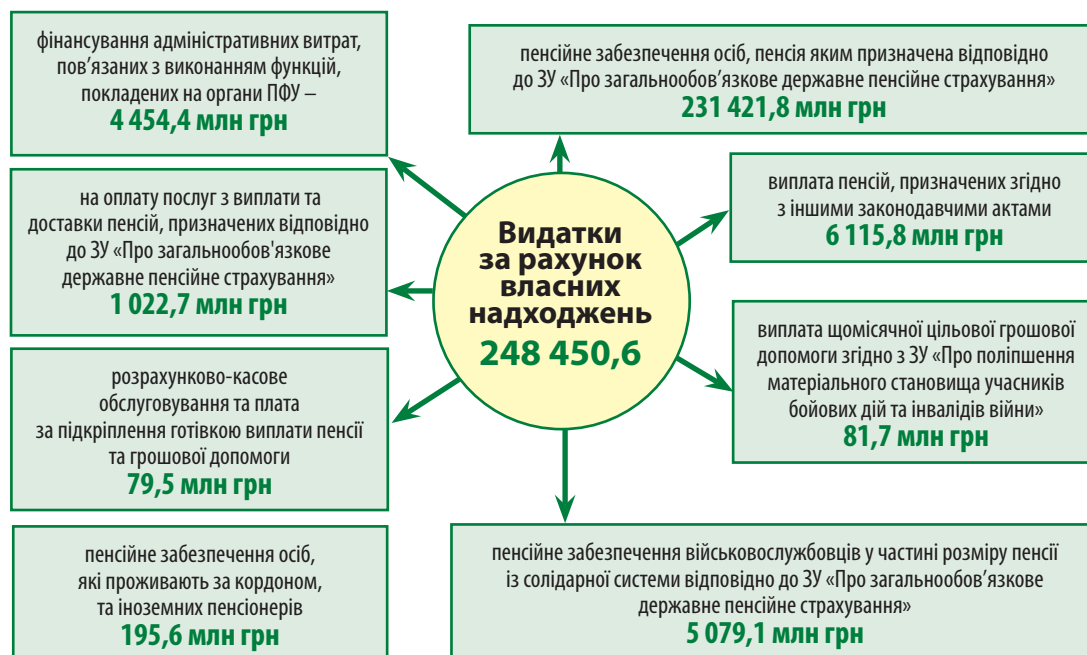 фінансування адміністративних витрат,
пов’язаних з виконанням функцій,
покладених на органи ПФУ –
4 454,4 млн грн
пенсійне забезпечення осіб, пенсія яким призначена відповідно
до ЗУ «Про загальнообов’язкове державне пенсійне страхування»
231 421,8 млн грн
на оплату послуг з виплати та
доставки пенсій, призначених відповідно
до ЗУ «Про загальнообов'язкове
державне пенсійне страхування»
1 022,7 млн грн
Видатки
за рахунок
власних
надходжень
248 450,6
виплата пенсій, призначених згідно
з іншими законодавчими актами
6 115,8 млн грн
розрахунково-касове
обслуговування та плата
за підкріплення готівкою виплати пенсії
та грошової допомоги
79,5 млн грн
виплата щомісячної цільової грошової
допомоги згідно з ЗУ «Про поліпшення
матеріального становища учасників
бойових дій та інвалідів війни»
81,7 млн грн
пенсійне забезпечення осіб,
які проживають за кордоном,
та іноземних пенсіонерів
195,6 млн грн
пенсійне забезпечення військовослужбовців у частині розміру пенсії
із солідарної системи відповідно до ЗУ «Про загальнообов’язкове
державне пенсійне страхування»
5 079,1 млн грн